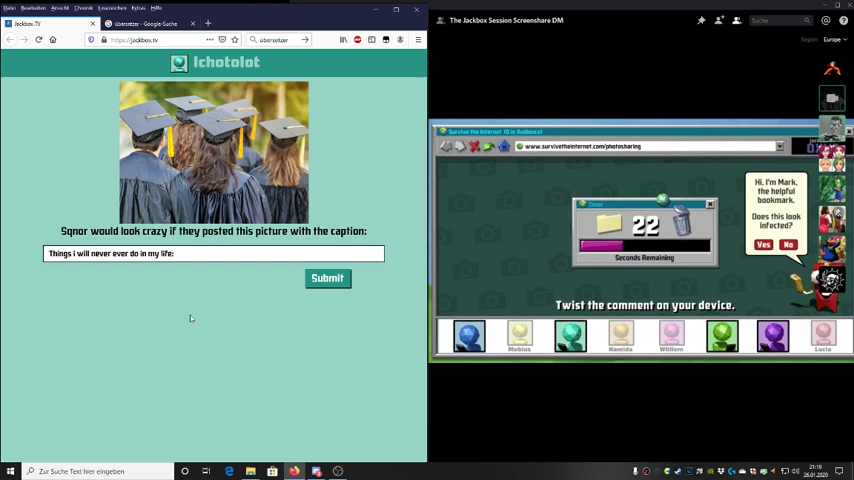 Datei Bearbeiten Ansicht Chronik Lesezeichen Extras Hilfe
Jackbox.TV
übersetzer - Google-Suche
https://jackbox.tv
übersetzer
Ichotolot
Sqnor would look crazy if they posted this picture with the caption:
Things i will never ever do in my life:
Submit
The Jackbox Session Screenshare DM
Suche
Region
Europe
Survive the Internet (0 in Audience)
www.survivetheinternet.com/photosharing
Timer
22
Seconds Remaining
Hi, I'm Mark,
the helpful
bookmark.
Does this look
infected?
Yes No
Twist the comment on your device.
Mobius
Namida
Willem
Lucia
Zur Suche Text hier eingeben
21:19
26.01.2020